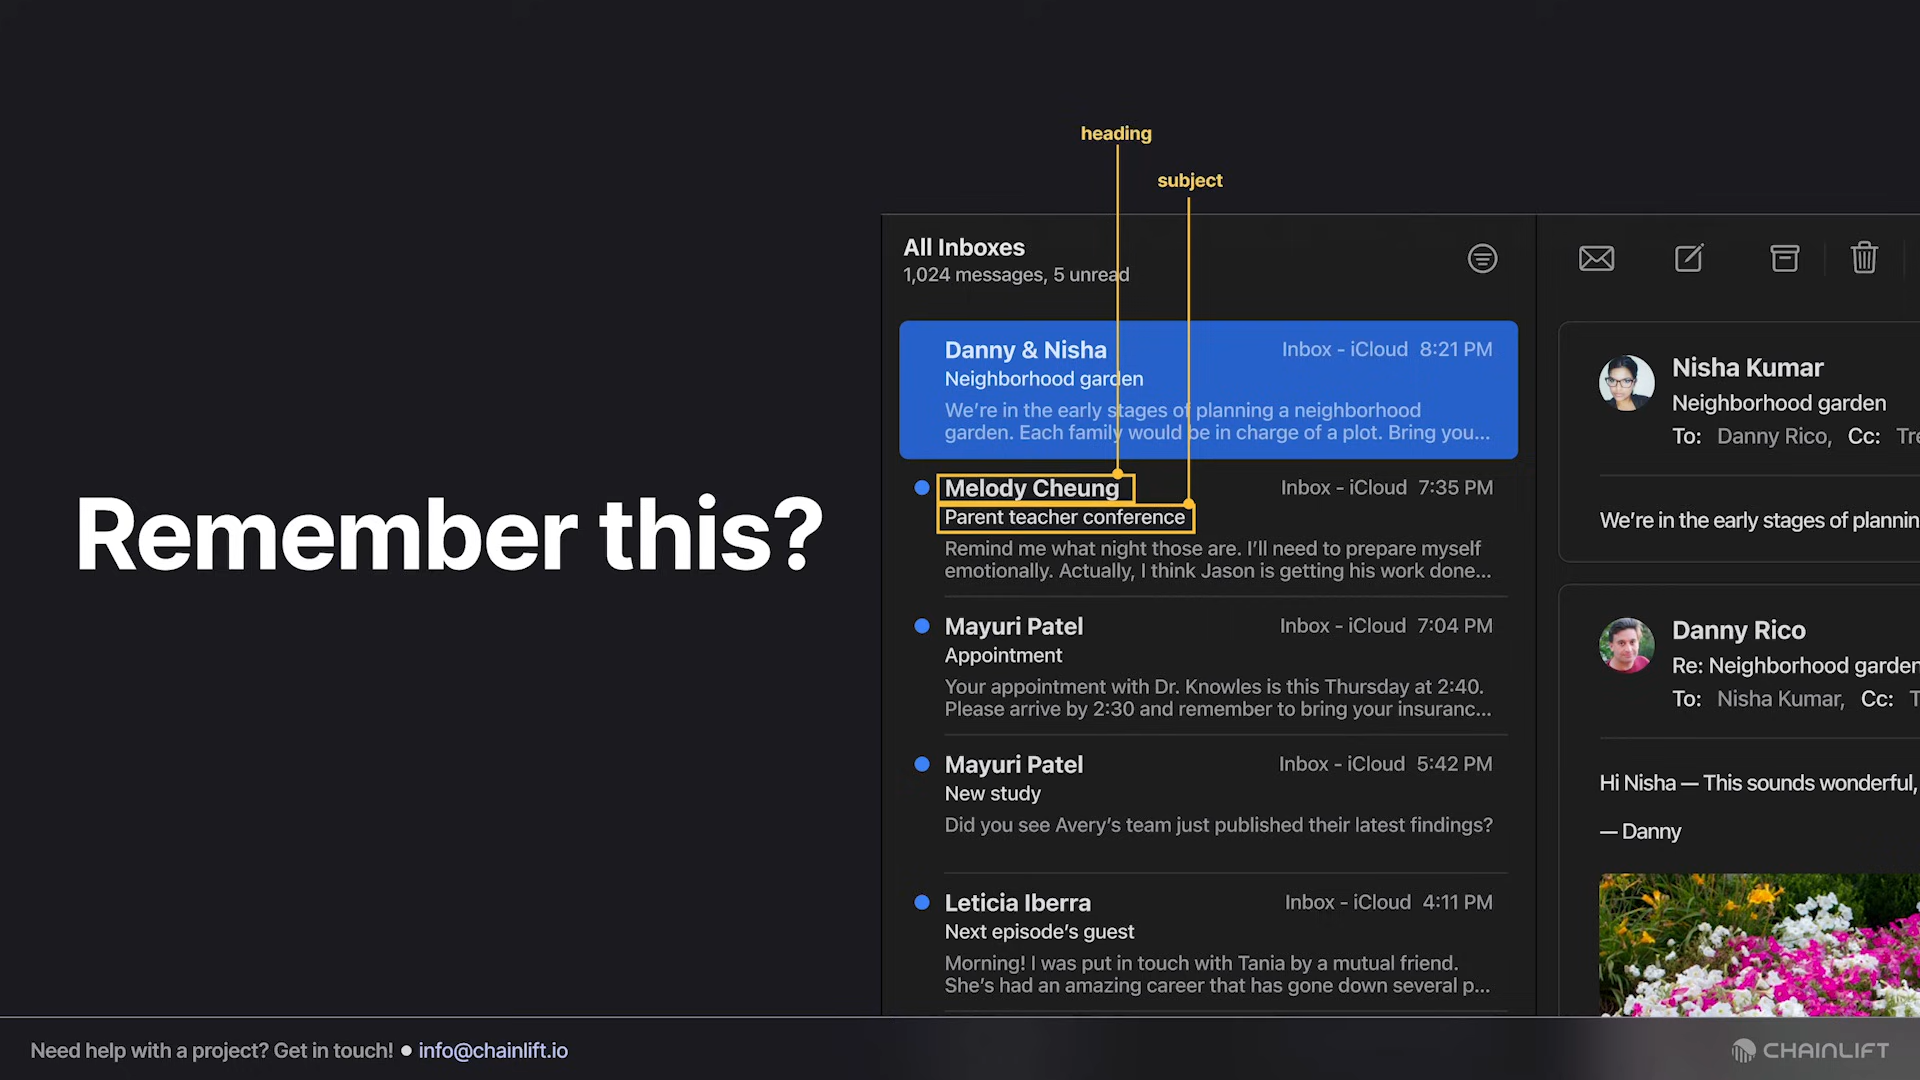 heading
subject
All Inboxes
1,024 messages, 5 unread
Danny & Nisha
Inbox - iCloud 8:21 PM
Neighborhood garden
We're in the early stages of planning a neighborhood
garden. Each family would be in charge of a plot. Bring you...
Melody Cheung
Inbox - iCloud 7:35 PM
Parent teacher conference
Remind me what night those are. I'll need to prepare myself
emotionally. Actually, I think Jason is getting his work done...
Mayuri Patel
Inbox - iCloud 7:04 PM
Appointment
Your appointment with Dr. Knowles is this Thursday at 2:40.
Please arrive by 2:30 and remember to bring your insuranc...
Mayuri Patel
Inbox - iCloud 5:42 PM
New study
Did you see Avery's team just published their latest findings?
Leticia Iberra
Inbox - iCloud 4:11 PM
Next episode's guest
Morning! I was put in touch with Tania by a mutual friend.
She's had an amazing career that has gone down several p...
Nisha Kumar
Neighborhood garden
To: Danny Rico, Cc: Tre
We're in the early stages of plannin
Danny Rico
Re: Neighborhood garden
To: Nisha Kumar, Cc: T
Hi Nisha — This sounds wonderful,
— Danny
Remember this?
Need help with a project? Get in touch! ● info@chainlift.io
CHAINLIFT